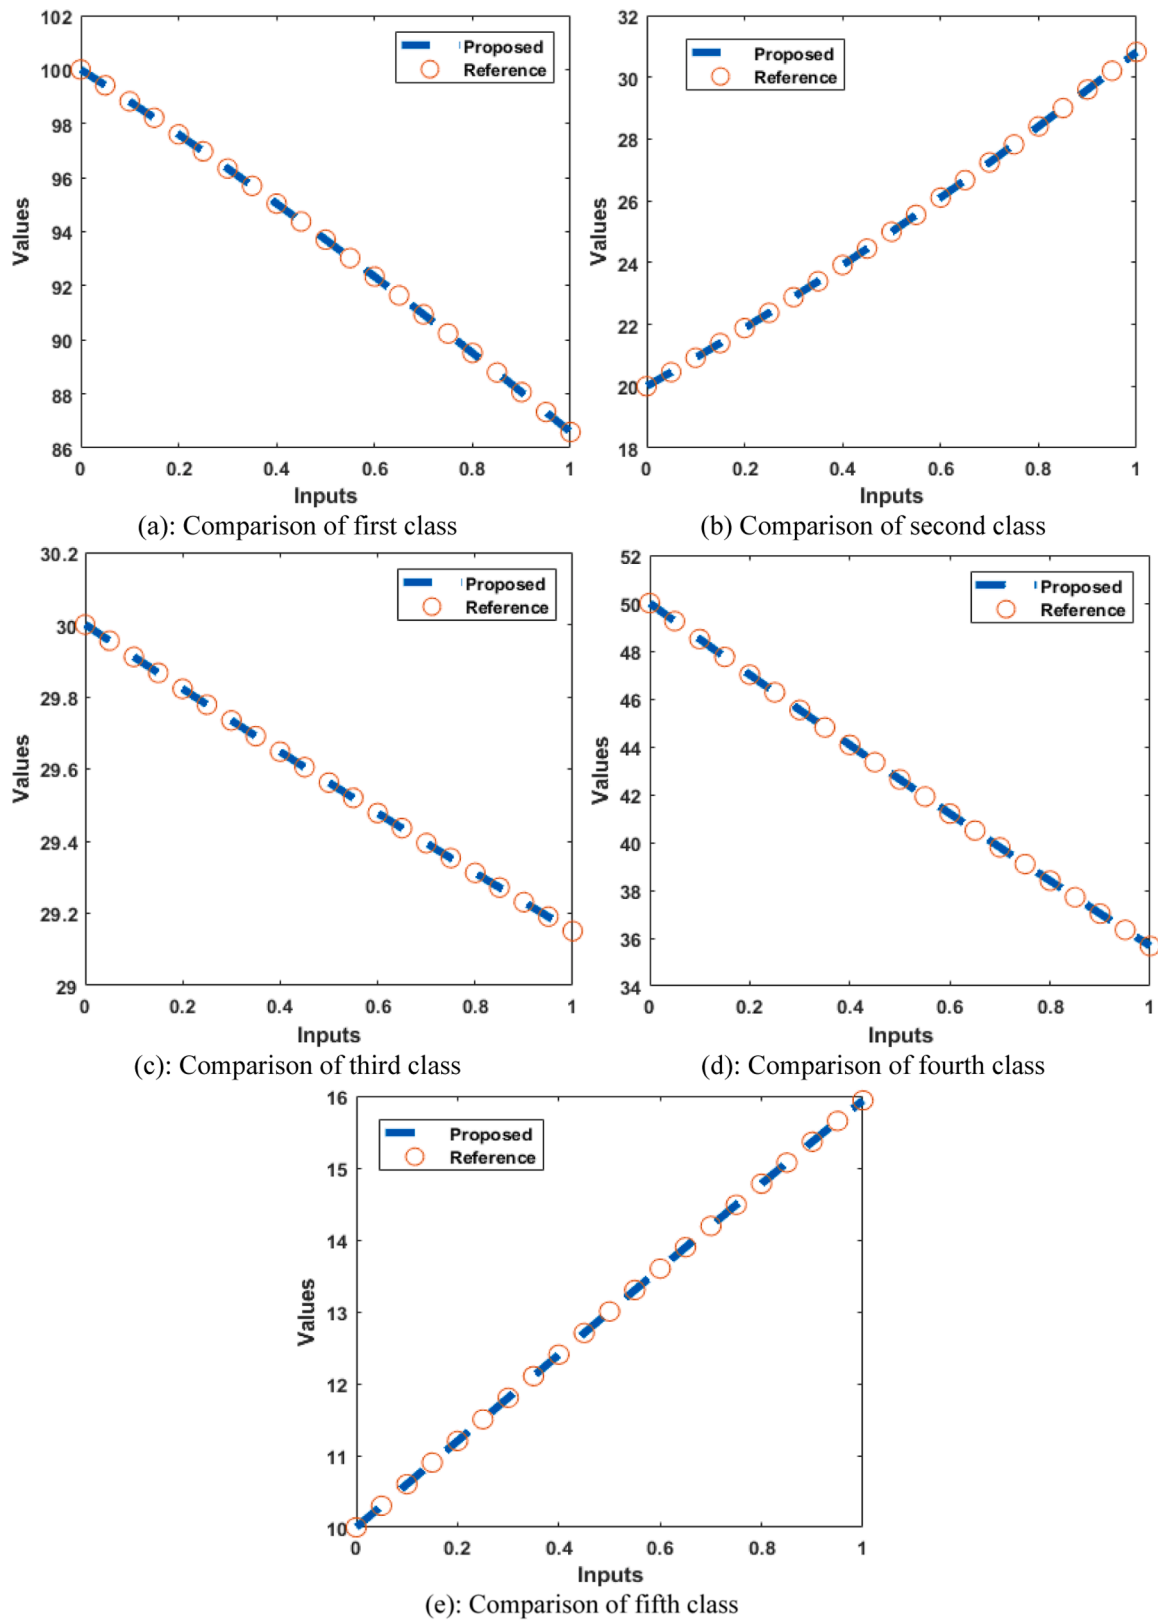 102
100
98
96
94
92
90
88
86
Values
Proposed
Reference
0 0.2 0.4 0.6 0.8 1
Inputs
(a): Comparison of first class
32
30
28
26
24
22
20
18
Values
Proposed
Reference
0 0.2 0.4 0.6 0.8 1
Inputs
(b) Comparison of second class
30.2
30
29.8
29.6
29.4
29.2
29
Values
Proposed
Reference
0 0.2 0.4 0.6 0.8 1
Inputs
(c): Comparison of third class
52
50
48
46
44
42
40
38
36
34
Values
Proposed
Reference
0 0.2 0.4 0.6 0.8 1
Inputs
(d): Comparison of fourth class
16
15
14
13
12
11
10
Values
Proposed
Reference
0 0.2 0.4 0.6 0.8 1
Inputs
(e): Comparison of fifth class